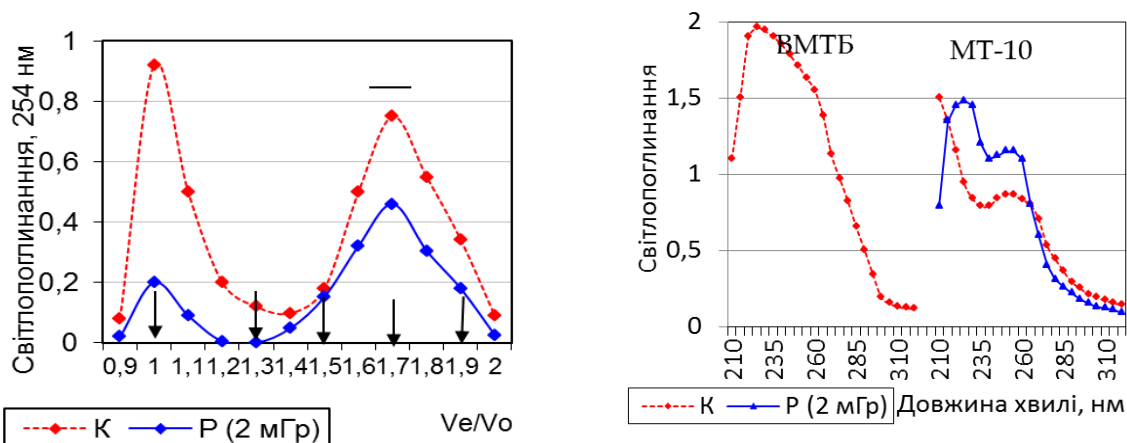 Світлопоглинання, 254 нм
1
0,8
0,6
0,4
0,2
0
0,9 1 1,1 1,2 1,3 1,4 1,5 1,6 1,7 1,8 1,9 2
К Р (2 мГр)
Ve/Vo
Світлопоглинання
2
1,5
1
0,5
0
ВМТБ
МТ-10
210 235 260 285 310 210 235 260 285 310
К Р (2 мГр)
Довжина хвилі, нм